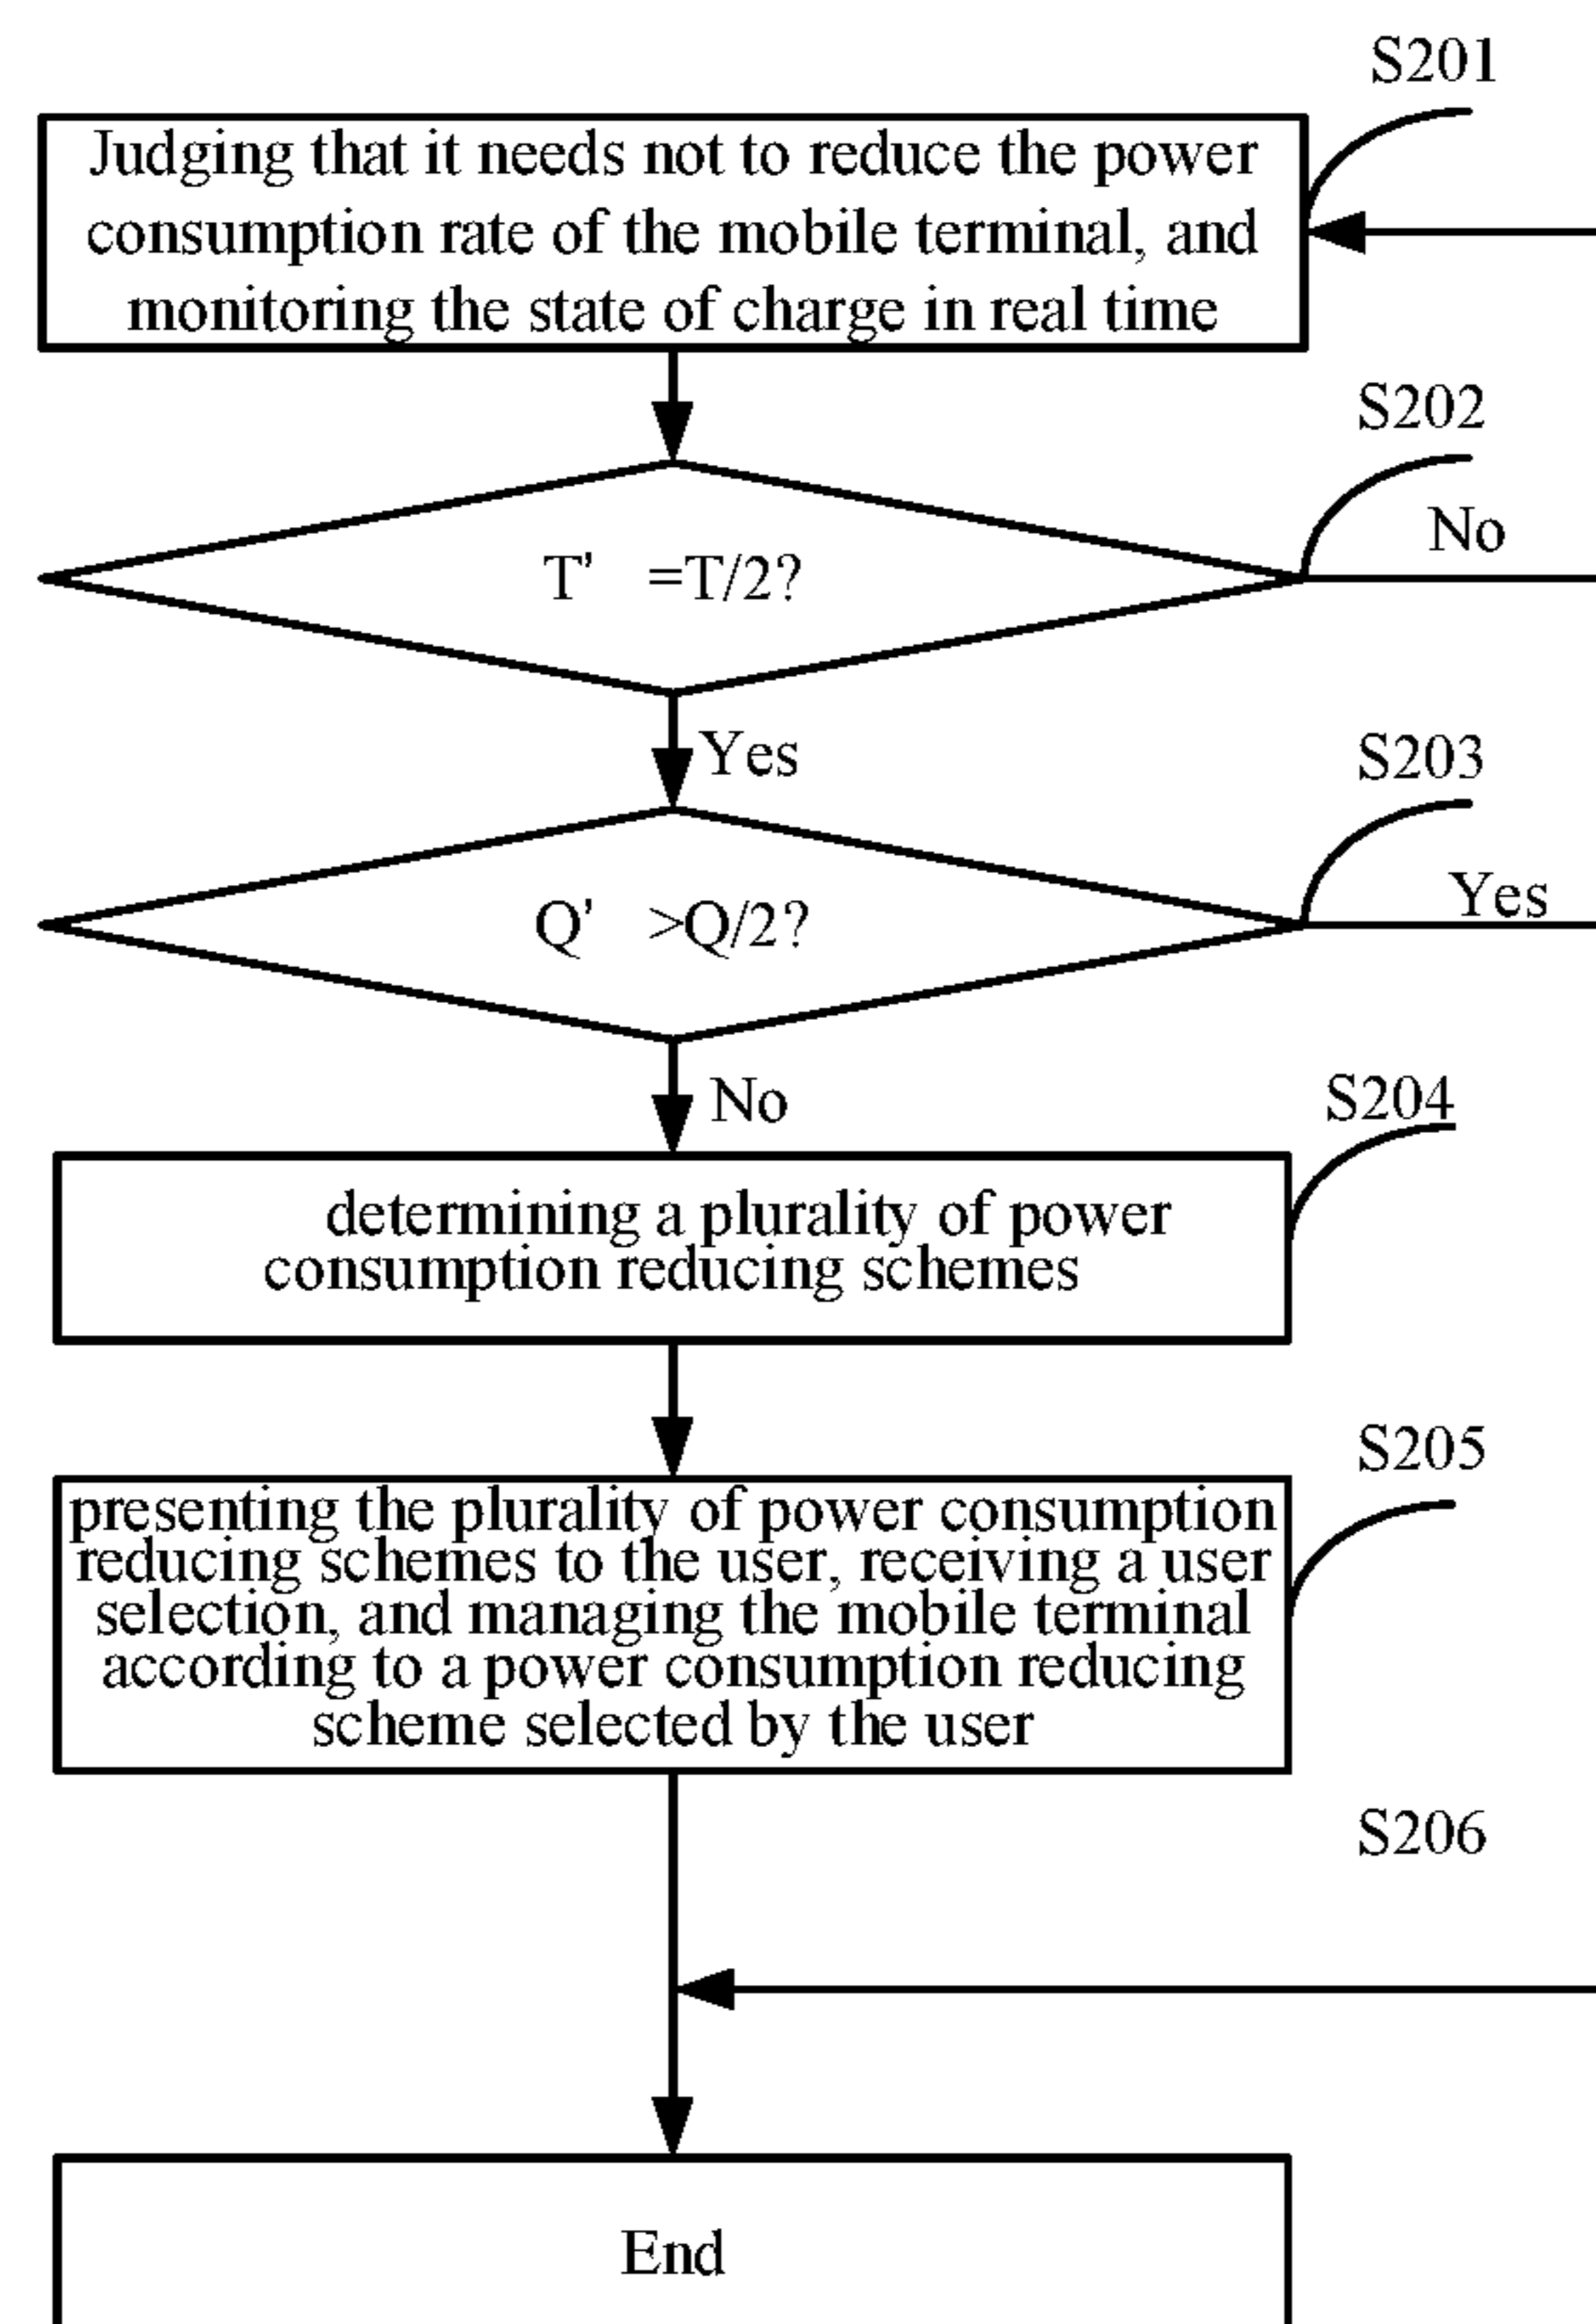 S201
Judging that it needs not to reduce the power
consumption rate of the mobile terminal, and
monitoring the state of charge in real time
S202
No
T' =T/2?
Yes
S203
Yes
Q' >Q/2?
No
S204
determining a plurality of power
consumption reducing schemes
S205
presenting the plurality of power consumption
reducing schemes to the user, receiving a user
selection, and managing the mobile terminal
according to a power consumption reducing
scheme selected by the user
S206
End